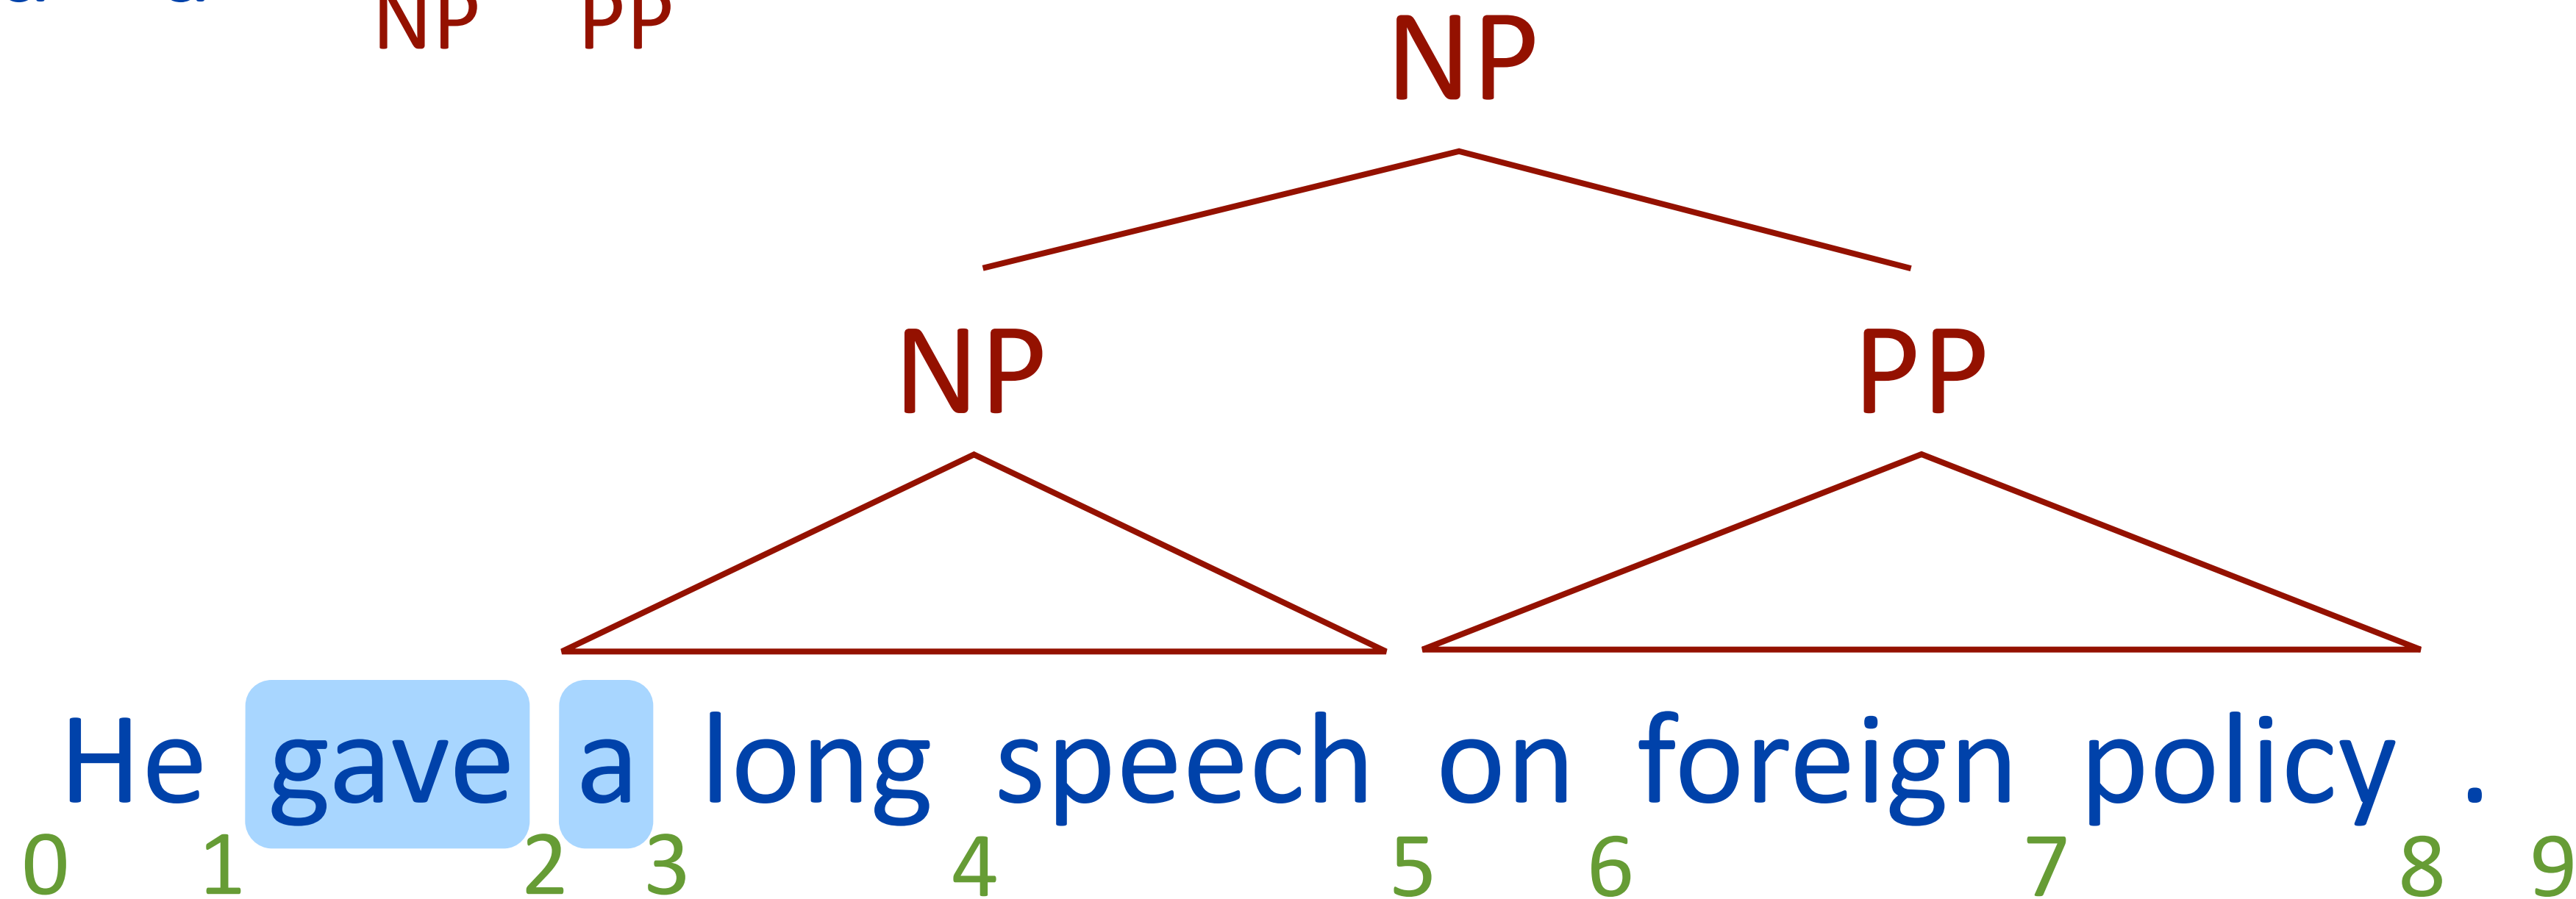 NP PP
NP
NP PP
He gave a long speech on foreign policy .
0 1 2 3 4 5 6 7 8 9